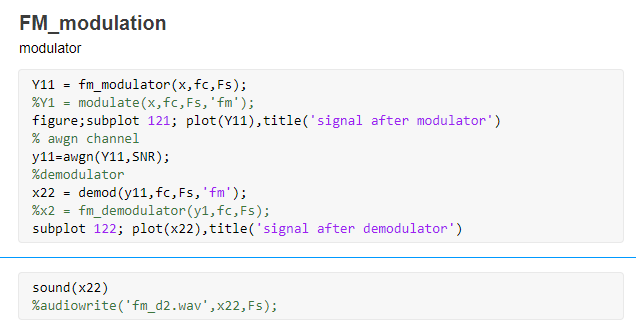 FM_modulation
modulator
Y11 = fm_modulator(x,fc,Fs);
%Y1 = modulate(x,fc,Fs,'fm');
figure;subplot 121; plot(Y11),title('signal after modulator')
% awgn channel
y11=awgn(Y11,SNR);
%demodulator
x22 = demod(y11,fc,Fs,'fm');
%x2 = fm_demodulator(y1,fc,Fs);
subplot 122; plot(x22),title('signal after demodulator')
sound(x22)
%audiowrite('fm_d2.wav',x22,Fs);